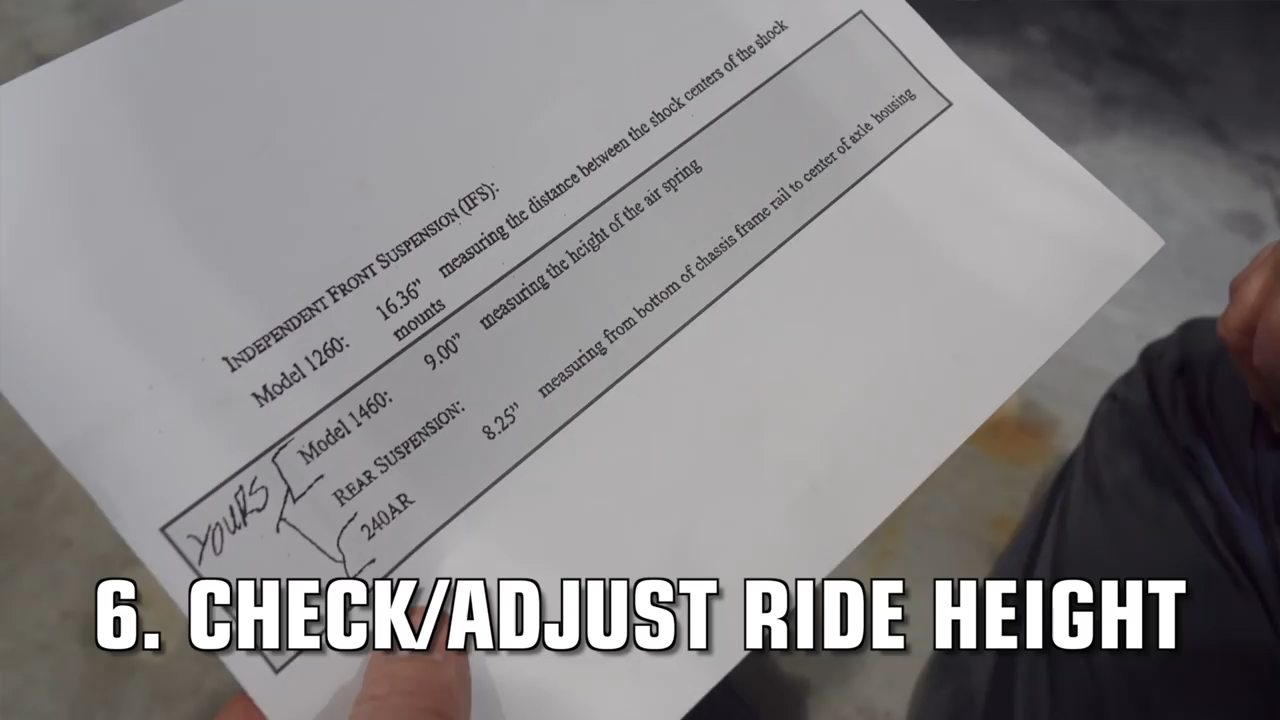 INDEPENDENT FRONT SUSPENSION (IFS):
Model 1260: 16.36" measuring the distance between the shock centers of the shock
mounts
Model 1460: 9.00" measuring the height of the air spring
YOURS
REAR SUSPENSION:
240AR 8.25" measuring from bottom of chassis frame rail to center of axle housing
6. CHECK/ADJUST RIDE HEIGHT